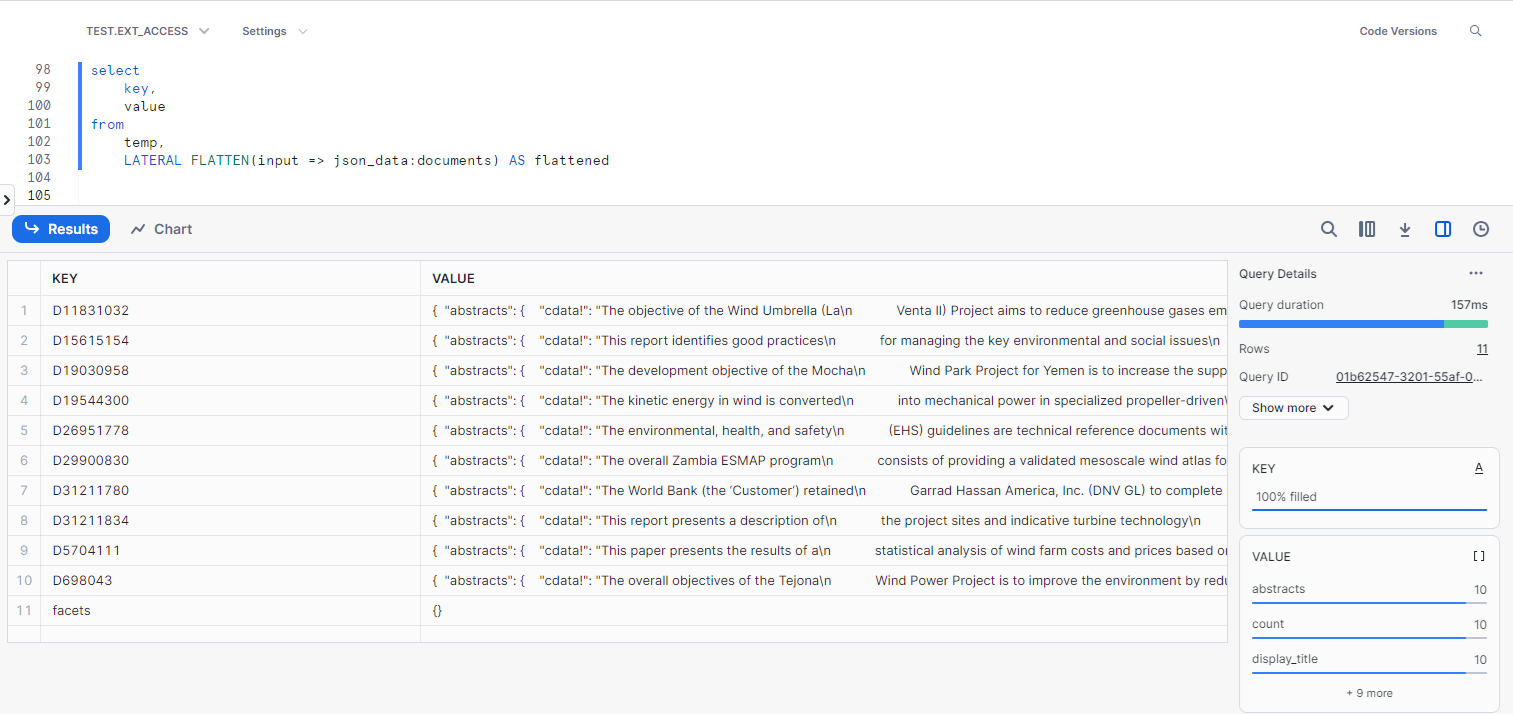 TEST.EXT_ACCESS Settings Code Versions
98 select
99 key,
100 value
101 from
102 temp,
103 LATERAL FLATTEN(input => json_data:documents) AS flattened
104
105
Results Chart
KEY VALUE
1 D11831032 { "abstracts": { "cdata!": "The objective of the Wind Umbrella (La\n Venta II) Project aims to reduce greenhouse gases em
2 D15615154 { "abstracts": { "cdata!": "This report identifies good practices\n for managing the key environmental and social issues\n
3 D19030958 { "abstracts": { "cdata!": "The development objective of the Mocha\n Wind Park Project for Yemen is to increase the supp
4 D19544300 { "abstracts": { "cdata!": "The kinetic energy in wind is converted\n into mechanical power in specialized propeller-driven\
5 D26951778 { "abstracts": { "cdata!": "The environmental, health, and safety\n (EHS) guidelines are technical reference documents wit
6 D29900830 { "abstracts": { "cdata!": "The overall Zambia ESMAP program\n consists of providing a validated mesoscale wind atlas fo
7 D31211780 { "abstracts": { "cdata!": "The World Bank (the ‘Customer’) retained\n Garrad Hassan America, Inc. (DNV GL) to complete
8 D31211834 { "abstracts": { "cdata!": "This report presents a description of\n the project sites and indicative turbine technology\n
9 D5704111 { "abstracts": { "cdata!": "This paper presents the results of a\n statistical analysis of wind farm costs and prices based or
10 D698043 { "abstracts": { "cdata!": "The overall objectives of the Tejona\n Wind Power Project is to improve the environment by redu
11 facets {}
Query Details ...
Query duration 157ms
Rows 11
Query ID 01b62547-3201-55af-0...
Show more
KEY A
100% filled
VALUE [ ]
abstracts 10
count 10
display_title 10
+ 9 more